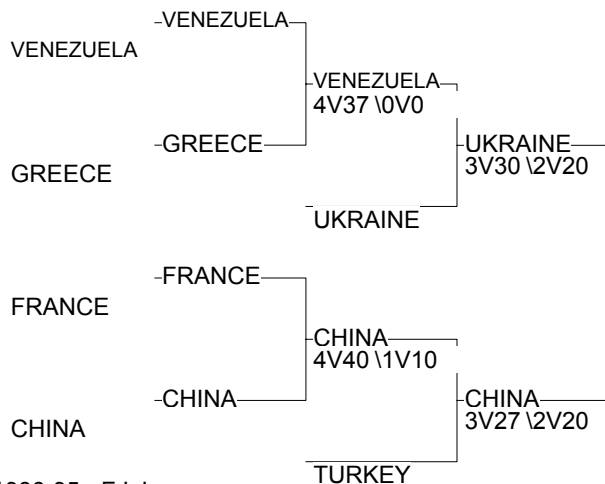 VENEZUELA
VENEZUELA
VENEZUELA
4V37 \0V0
GREECE
UKRAINE
3V30 \2V20
GREECE
UKRAINE
FRANCE
FRANCE
CHINA
4V40 \1V10
CHINA
CHINA
3V27 \2V20
CHINA
TURKEY